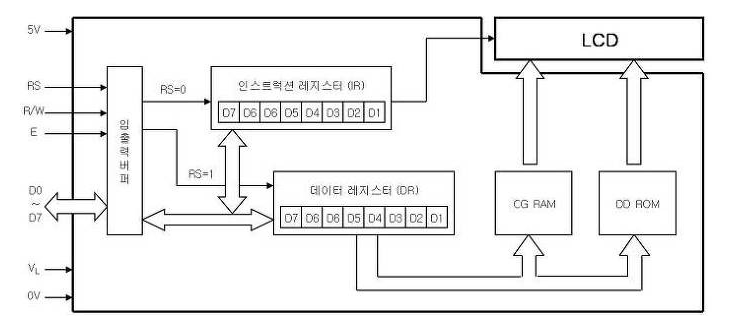 5V
LCD
RS
R/W
E
D0
~
D7
VL
0V
입출력버퍼
RS=0
인스트럭션 레지스터 (IR)
D7 D6 D6 D5 D4 D3 D2 D1
RS=1
데이터 레지스터 (DR)
D7 D6 D6 D5 D4 D3 D2 D1
CG RAM
DD ROM